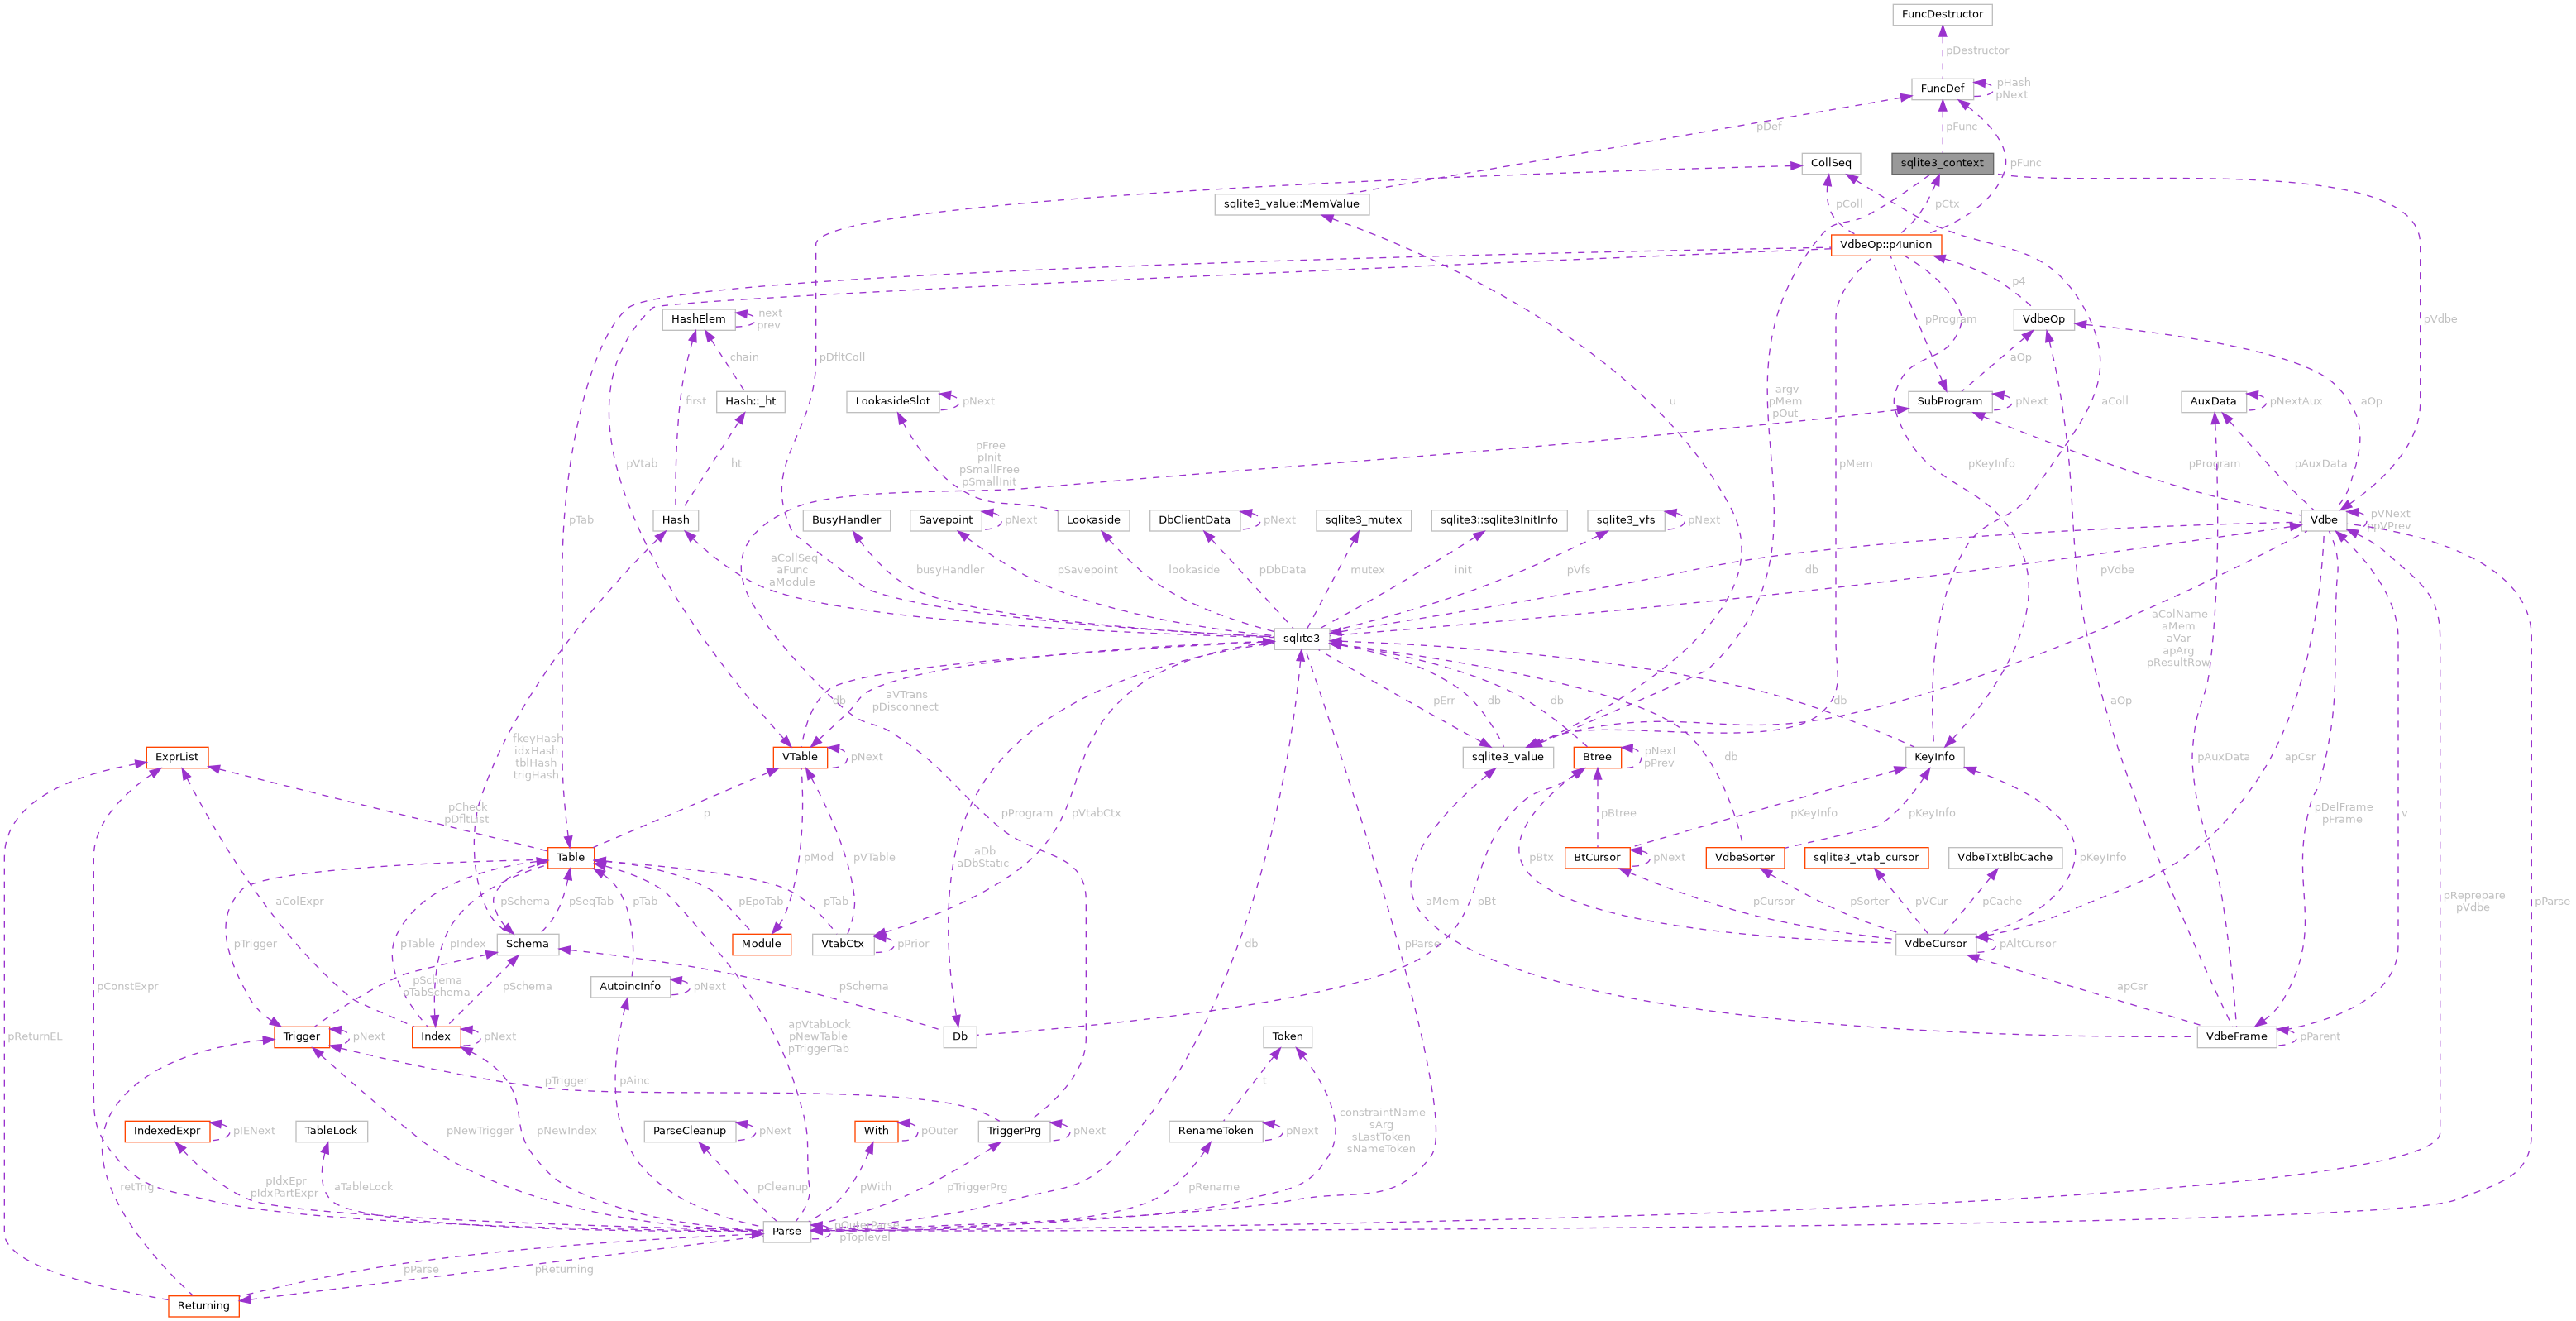 FuncDestructor
pDestructor
FuncDef
pHash
pNext
pDef
pFunc
CollSeq
sqlite3_context
pFunc
sqlite3_value::MemValue
pColl
pCtx
VdbeOp::p4union
p4
HashElem
next
prev
pProgram
VdbeOp
pVdbe
chain
pDfltColl
aOp
first
Hash::_ht
LookasideSlot
pNext
u
argv
pMem
pOut
SubProgram
pNext
aColl
AuxData
pNextAux
aOp
pVtab
ht
pFree
pInit
pSmallFree
pSmallInit
pMem
pKeyInfo
pProgram
pAuxData
pTab
Hash
BusyHandler
Savepoint
pNext
Lookaside
DbClientData
pNext
sqlite3_mutex
sqlite3::sqlite3InitInfo
sqlite3_vfs
pNext
Vdbe
pVNext
ppVPrev
aCollSeq
aFunc
aModule
busyHandler
pSavepoint
lookaside
pDbData
mutex
init
pVfs
db
pVdbe
sqlite3
aColName
aMem
aVar
apArg
pResultRow
db
aVTrans
pDisconnect
pErr
db
db
db
aOp
fkeyHash
idxHash
tblHash
trigHash
ExprList
VTable
pNext
sqlite3_value
Btree
pNext
pPrev
db
KeyInfo
pAuxData
apCsr
pCheck
pDfltList
p
pProgram
pVtabCtx
pBtree
pKeyInfo
pKeyInfo
pDelFrame
pFrame
v
Table
pMod
pVTable
aDb
aDbStatic
pBtx
BtCursor
pNext
VdbeSorter
sqlite3_vtab_cursor
VdbeTxtBlbCache
pKeyInfo
aColExpr
pSchema
pSeqTab
pTab
pEpoTab
pTab
aMem
pBt
pCursor
pSorter
pVCur
pCache
pReprepare
pVdbe
pParse
pTrigger
pTable
pIndex
Schema
Module
VtabCtx
pPrior
db
pParse
VdbeCursor
pAltCursor
pConstExpr
pSchema
pTabSchema
pSchema
AutoincInfo
pNext
pSchema
apCsr
pReturnEL
Trigger
pNext
Index
pNext
apVtabLock
pNewTable
pTriggerTab
Db
Token
VdbeFrame
pParent
pTrigger
pAinc
t
IndexedExpr
pIENext
TableLock
pNewTrigger
pNewIndex
ParseCleanup
pNext
With
pOuter
TriggerPrg
pNext
RenameToken
pNext
constraintName
sArg
sLastToken
sNameToken
retTrig
pIdxEpr
pIdxPartExpr
aTableLock
pCleanup
pWith
pTriggerPrg
pRename
Parse
pOuterParse
pToplevel
pParse
pReturning
Returning